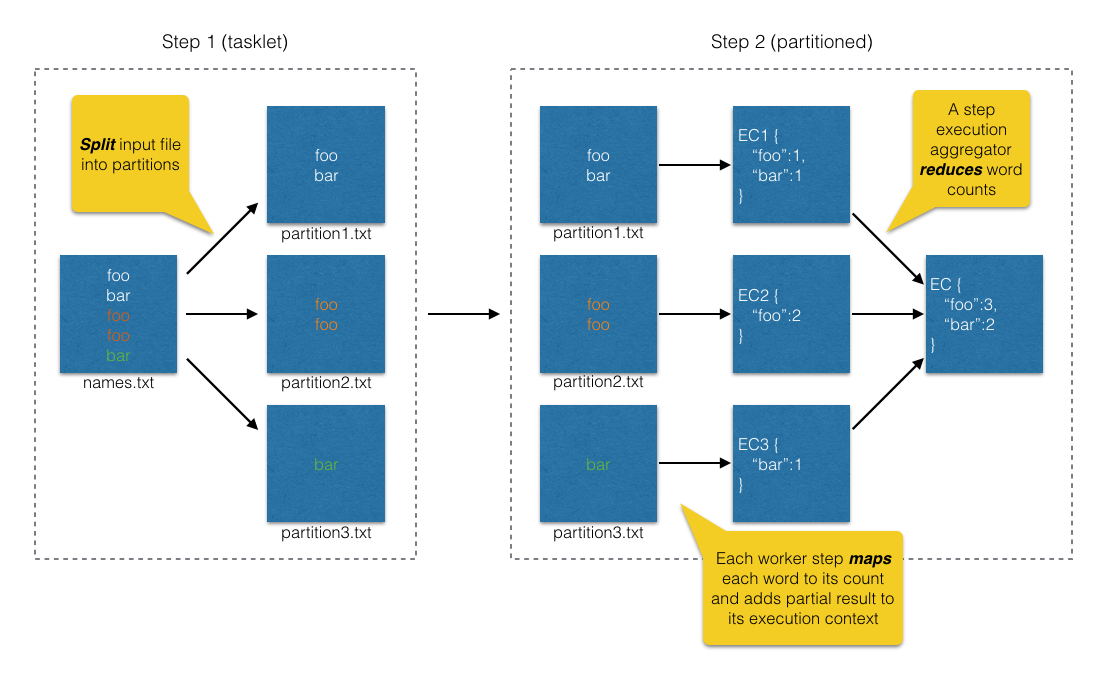 Step 1 (tasklet)
Split input file
into partitions
foo
bar
foo
foo
bar
names.txt
foo
bar
partition1.txt
foo
foo
partition2.txt
bar
partition3.txt
Step 2 (partitioned)
foo
bar
partition1.txt
foo
foo
partition2.txt
bar
partition3.txt
EC1 {
“foo”:1,
“bar”:1
}
EC2 {
“foo”:2
}
EC3 {
“bar”:1
}
A step
execution
aggregator
reduces word
counts
EC {
“foo”:3,
“bar”:2
}
Each worker step maps
each word to its count
and adds partial result to
its execution context